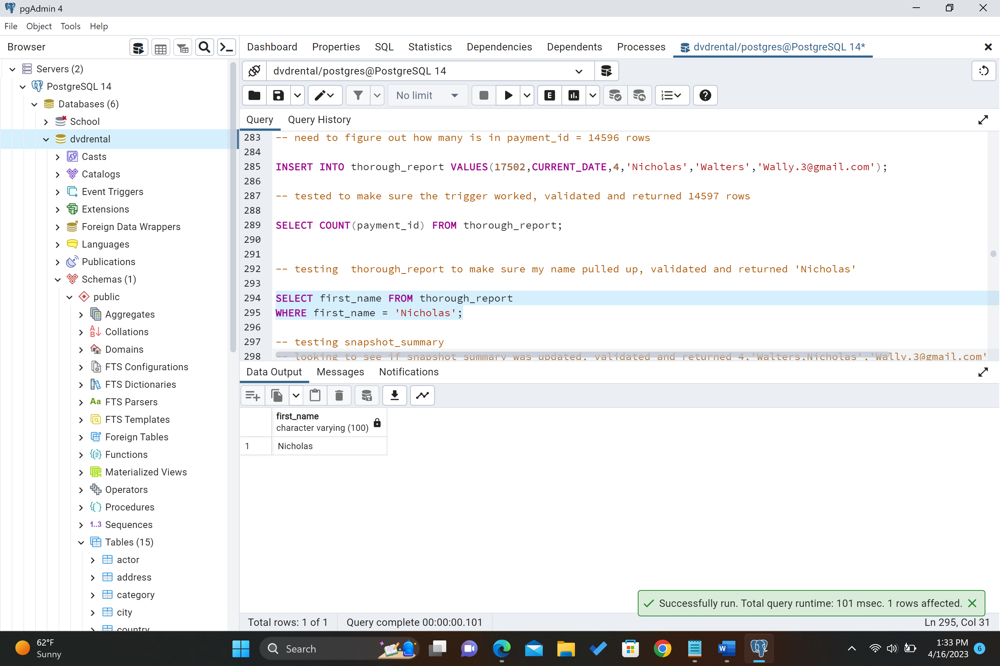 pgAdmin 4
File Object Tools Help
Browser
Dashboard Properties SQL Statistics Dependencies Dependents Processes dvdrental/postgres@PostgreSQL 14*
Servers (2)
PostgreSQL 14
Databases (6)
School
dvdrental
Casts
Catalogs
Event Triggers
Extensions
Foreign Data Wrappers
Languages
Publications
Schemas (1)
public
Aggregates
Collations
Domains
FTS Configurations
FTS Dictionaries
Aa FTS Parsers
FTS Templates
Foreign Tables
Functions
Materialized Views
Operators
Procedures
1..3 Sequences
Tables (15)
actor
address
category
city
country
dvdrental/postgres@PostgreSQL 14
No limit
E
Query Query History
283 -- need to figure out how many is in payment_id = 14596 rows
284
285 INSERT INTO thorough_report VALUES(17502,CURRENT_DATE,4,'Nicholas','Walters','Wally.3@gmail.com');
286
287 -- tested to make sure the trigger worked, validated and returned 14597 rows
288
289 SELECT COUNT(payment_id) FROM thorough_report;
290
291
292 -- testing  thorough_report to make sure my name pulled up, validated and returned 'Nicholas'
293
294 SELECT first_name FROM thorough_report
295 WHERE first_name = 'Nicholas';
296
297 -- testing snapshot_summary
298 -- looking to see if snapshot_summary was updated, validated and returned 4,'Walters,Nicholas','Wally.3@gmail.com'
Data Output Messages Notifications
first_name
character varying (100)
1 Nicholas
Successfully run. Total query runtime: 101 msec. 1 rows affected.
Total rows: 1 of 1 Query complete 00:00:00.101 Ln 295, Col 31
62°F
Sunny
Search
W
1:33 PM
4/16/2023
6